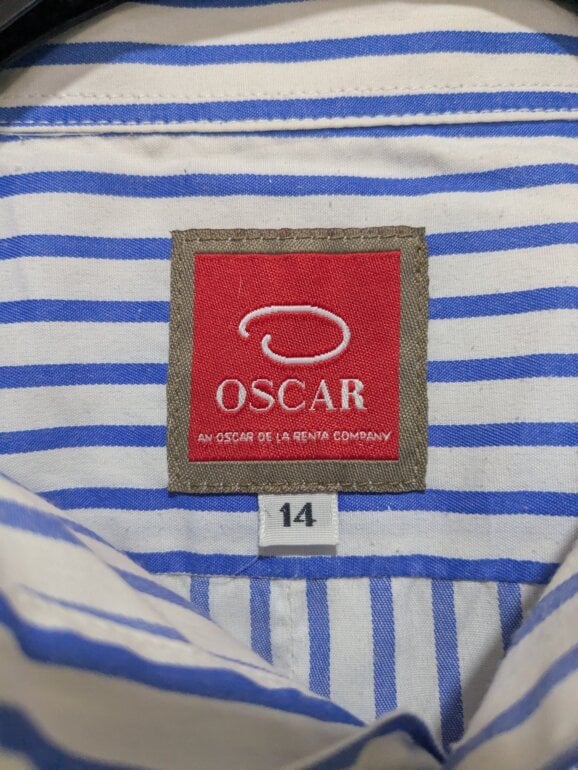 OSCAR
AN OSCAR DE LA RENTA COMPANY
14